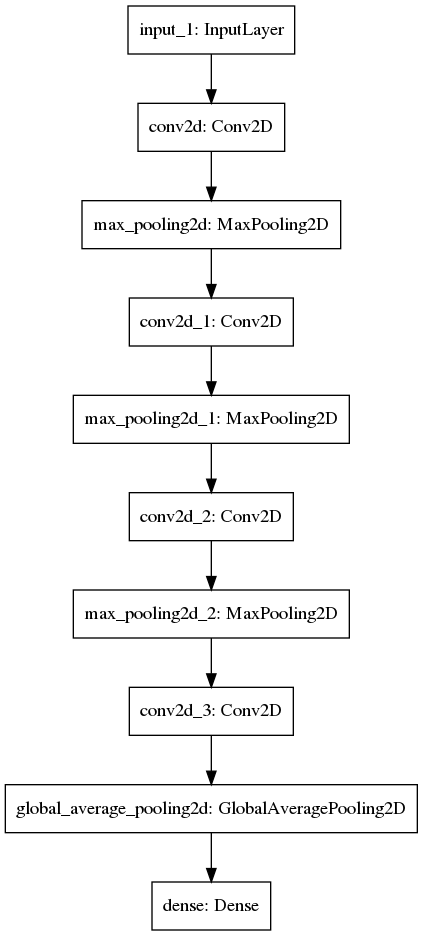 input_1: InputLayer
conv2d: Conv2D
max_pooling2d: MaxPooling2D
conv2d_1: Conv2D
max_pooling2d_1: MaxPooling2D
conv2d_2: Conv2D
max_pooling2d_2: MaxPooling2D
conv2d_3: Conv2D
global_average_pooling2d: GlobalAveragePooling2D
dense: Dense